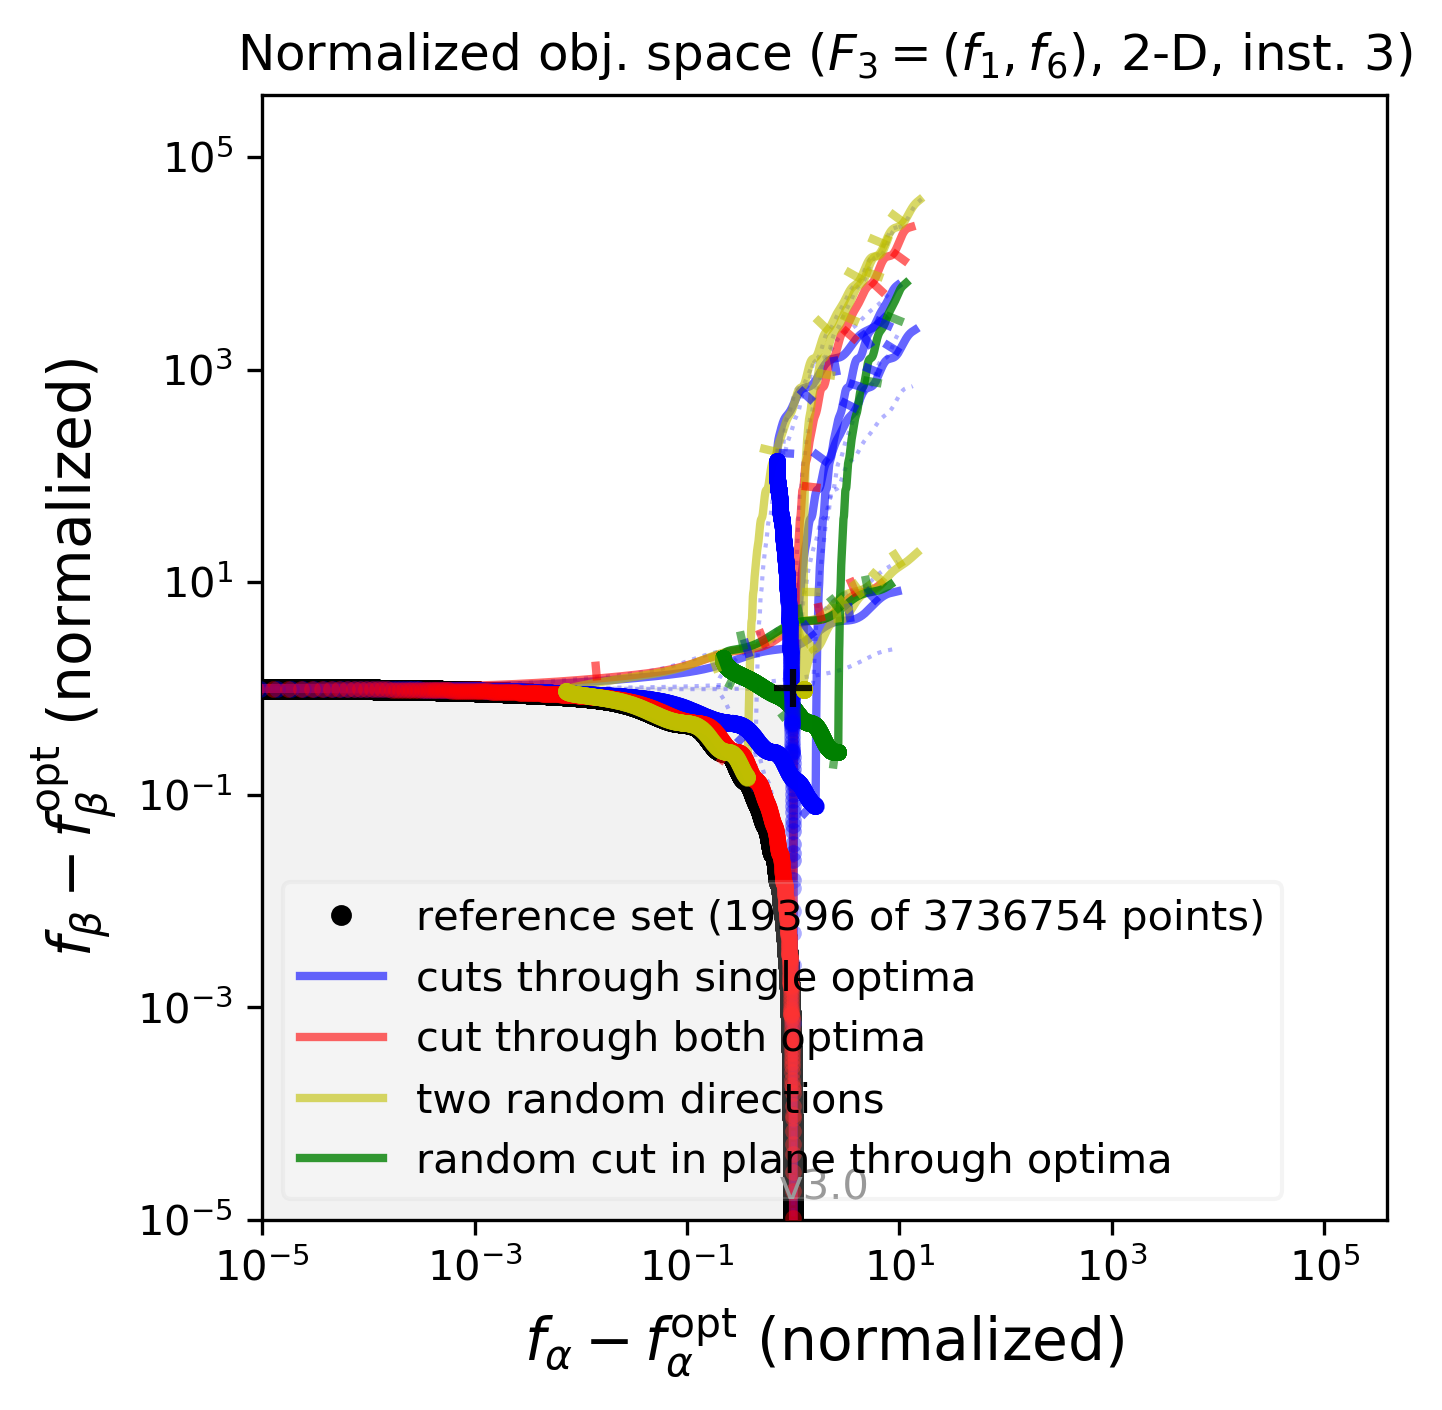 Normalized obj. space (F₃ = (f₁, f₆), 2-D, inst. 3)
10⁵
10³
10¹
10⁻¹
10⁻³
10⁻⁵
f_β − f_β^opt (normalized)
reference set (19396 of 3736754 points)
cuts through single optima
cut through both optima
two random directions
random cut in plane through optima
v3.0
10⁻⁵ 10⁻³ 10⁻¹ 10¹ 10³ 10⁵
f_α − f_α^opt (normalized)